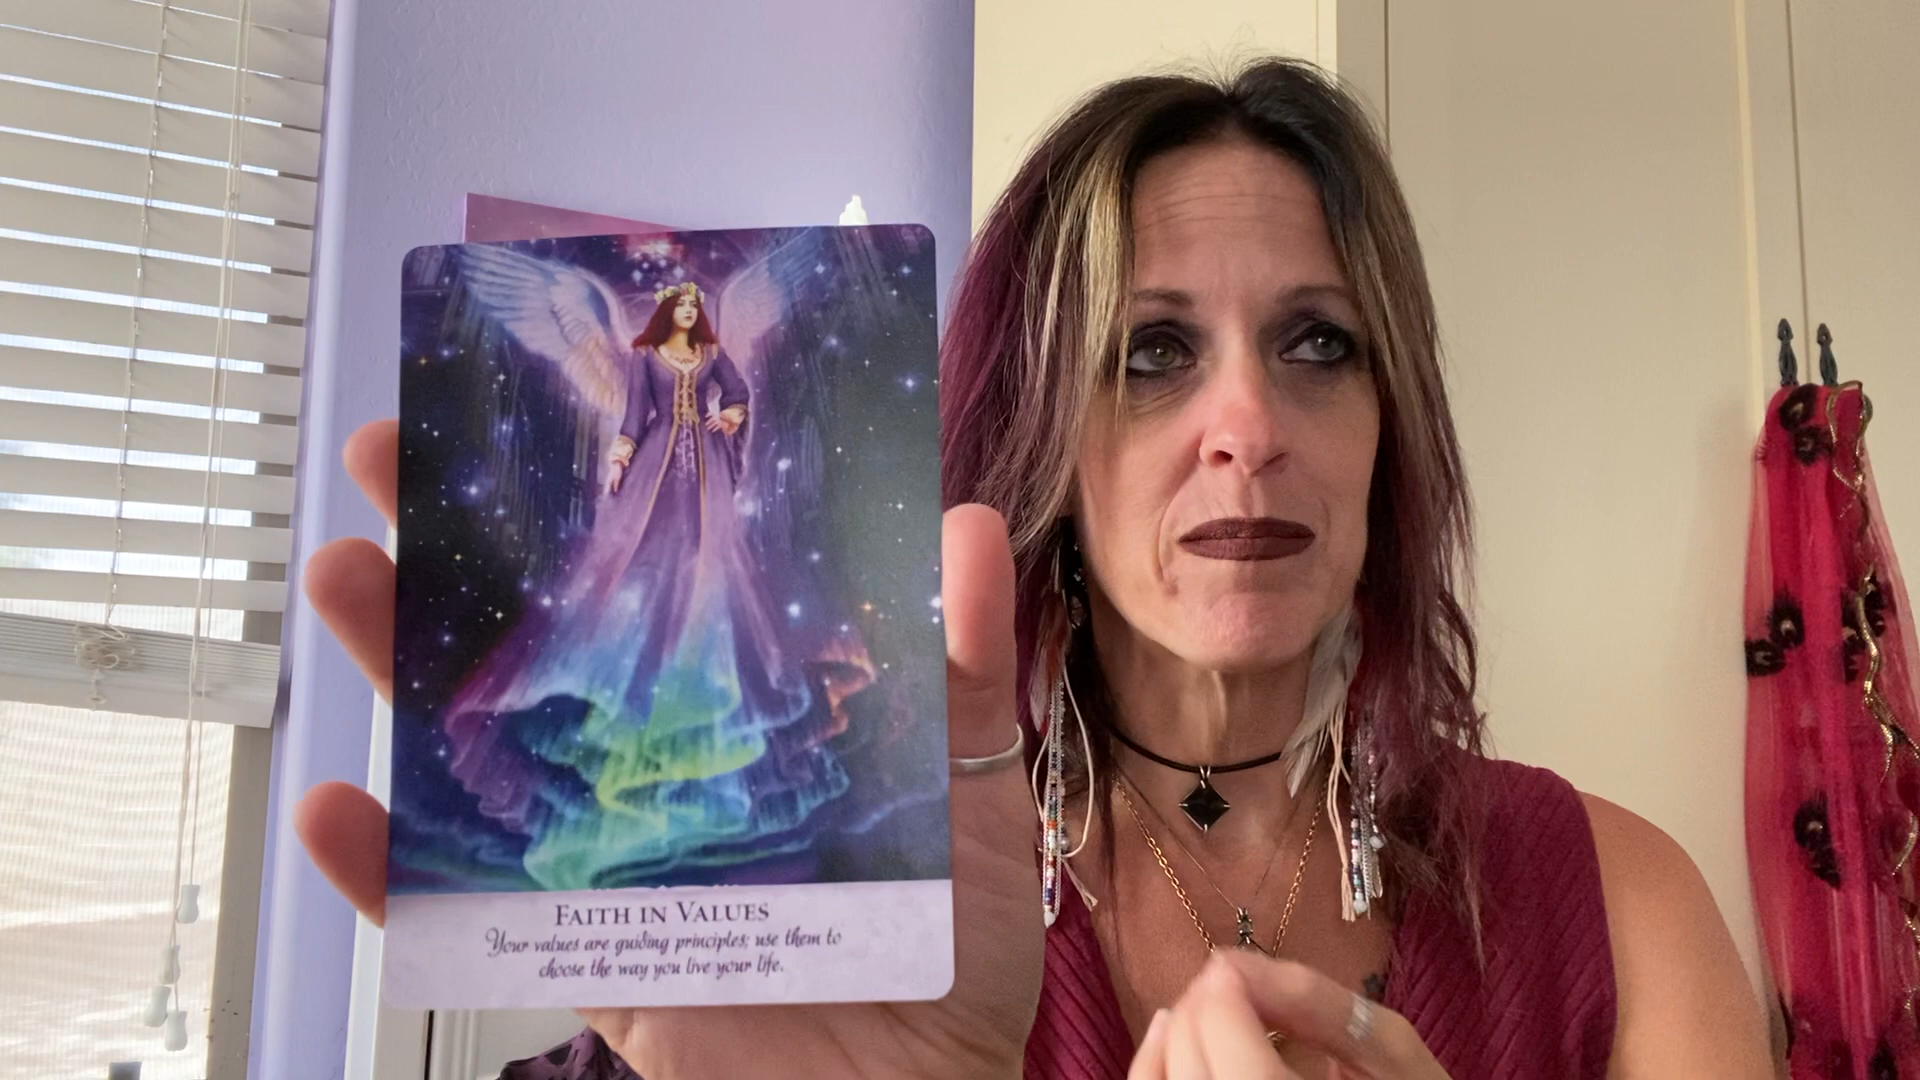 FAITH IN VALUES
Your values are guiding principles; use them to
choose the way you live your life.